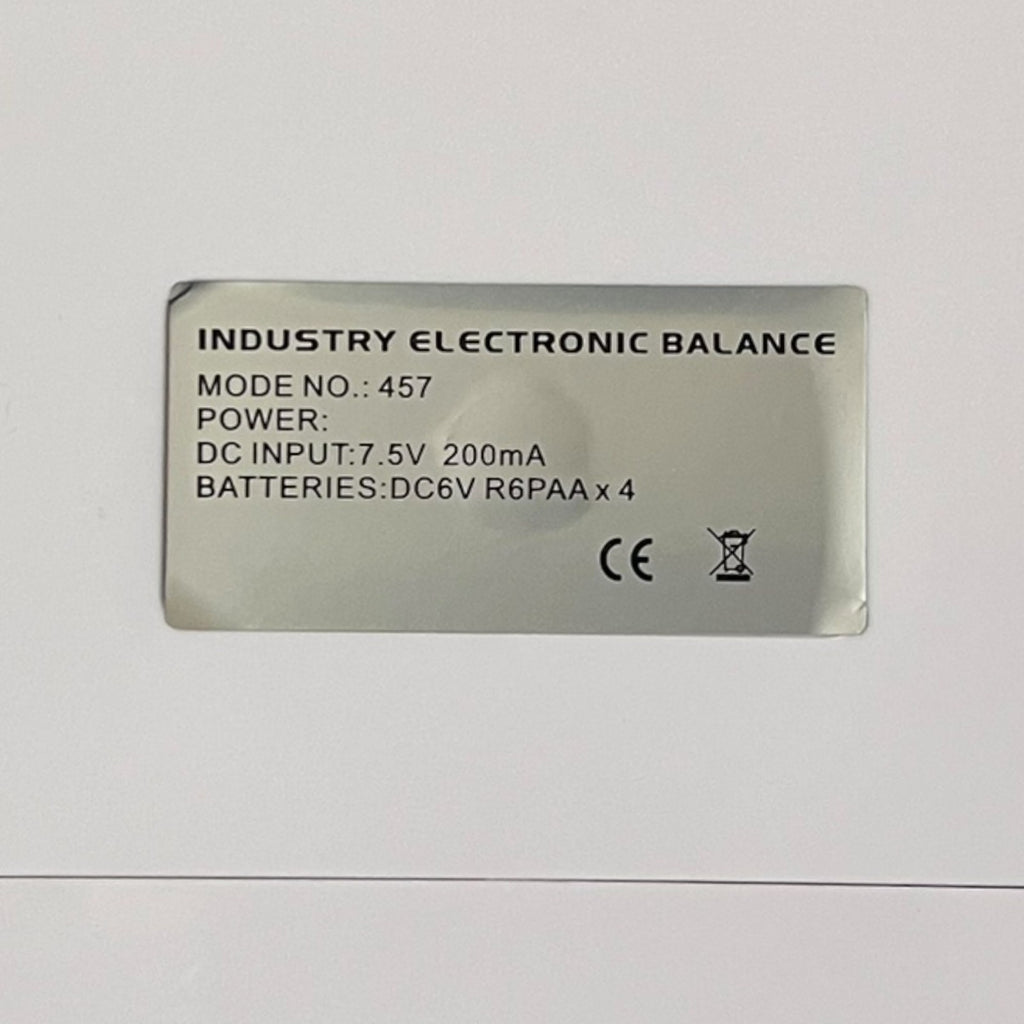 INDUSTRY ELECTRONIC BALANCE
MODE NO.: 457
POWER:
DC INPUT:7.5V 200mA
BATTERIES:DC6V R6PAA x 4
CE